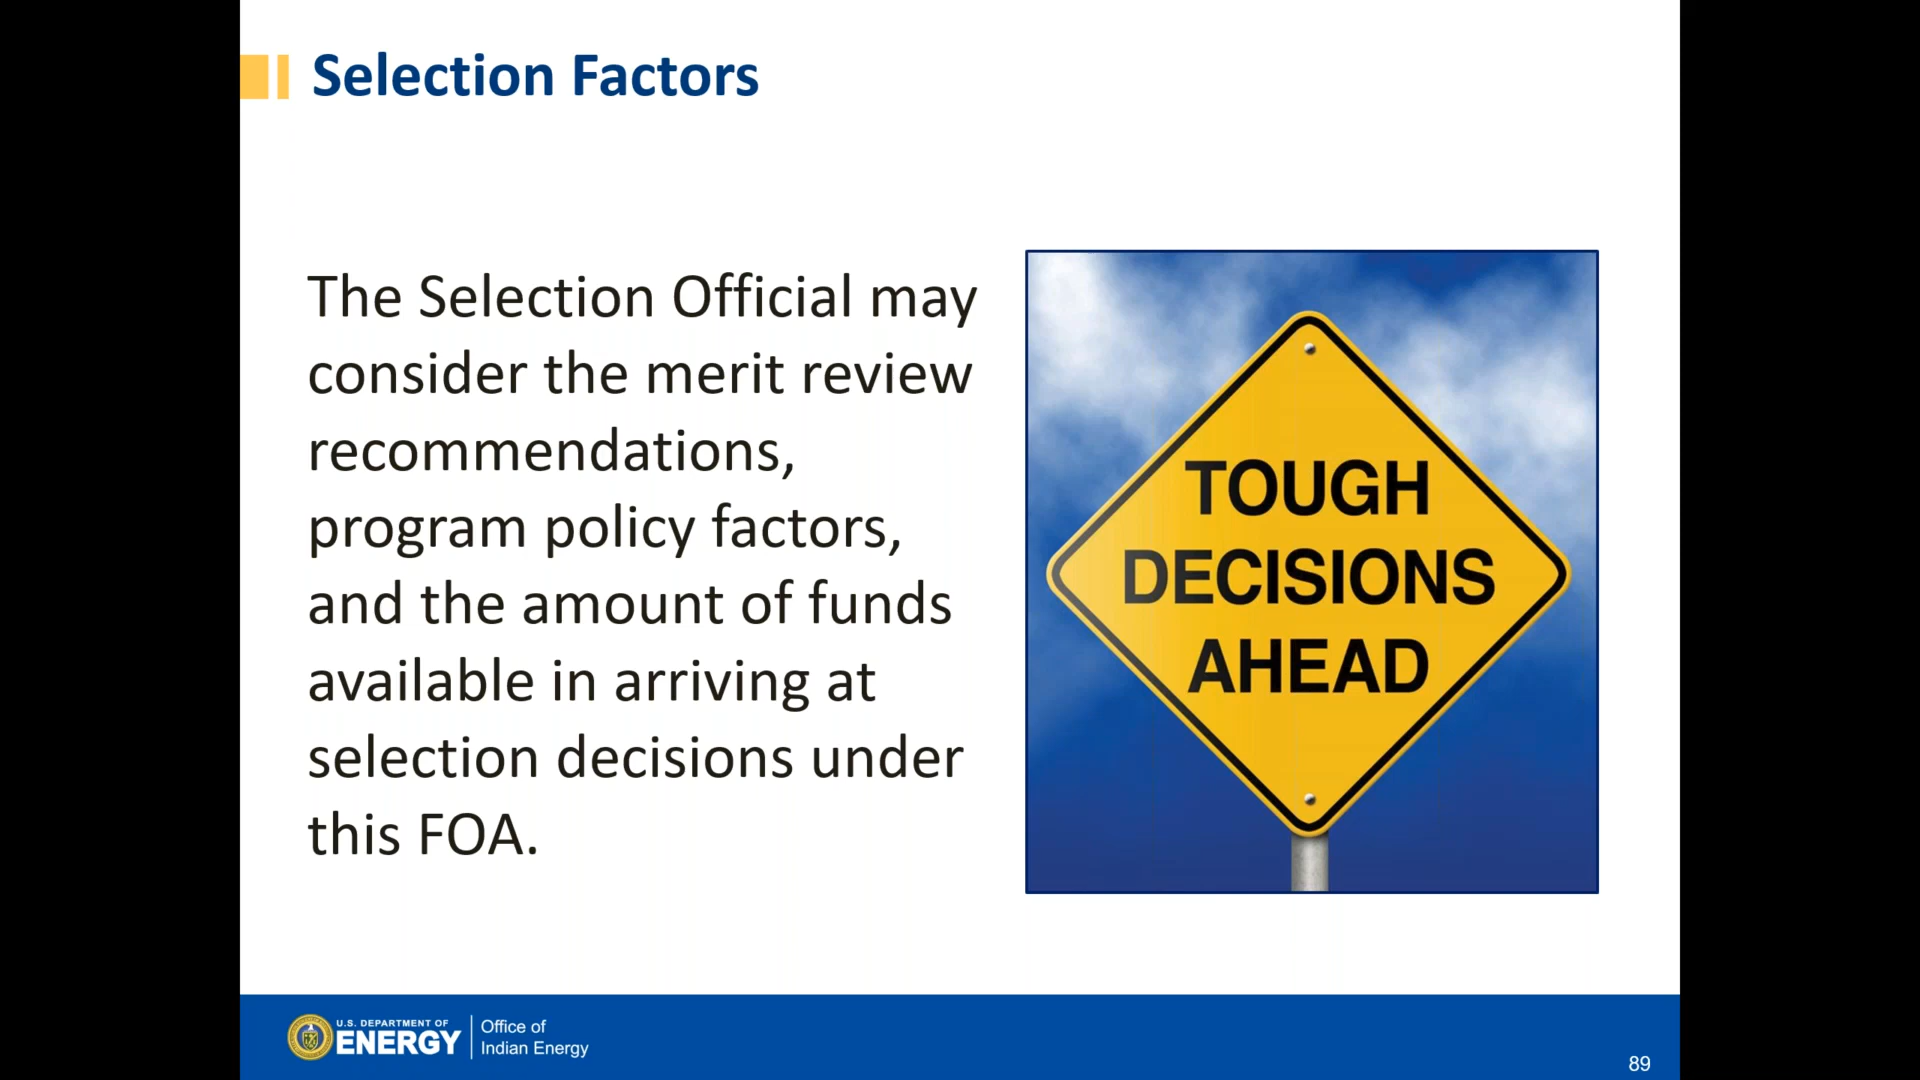 Selection Factors
The Selection Official may
consider the merit review
recommendations,
program policy factors,
and the amount of funds
available in arriving at
selection decisions under
this FOA.
TOUGH
DECISIONS
AHEAD
U.S. DEPARTMENT OF
ENERGY
Office of
Indian Energy
89